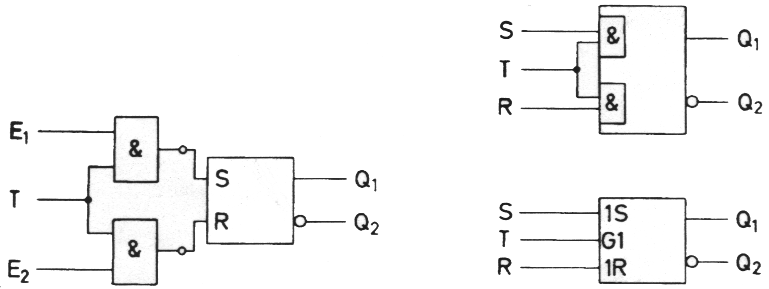 E₁
T
E₂
&
&
S
R
Q₁
Q₂
S
T
R
&
&
Q₁
Q₂
S
T
R
1S
G1
1R
Q₁
Q₂